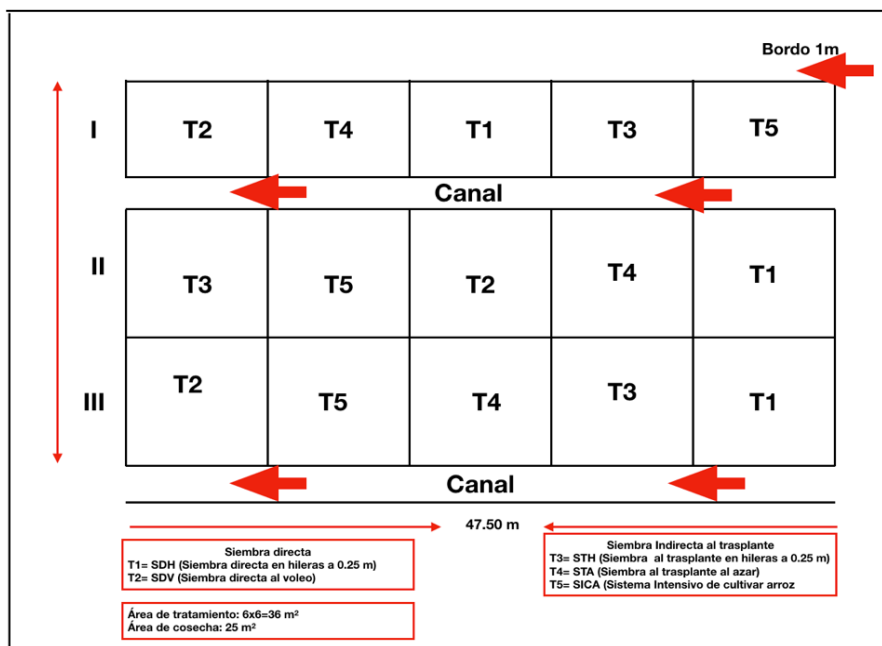 Bordo 1m
I
T2
T4
T1
T3
T5
Canal
II
T3
T5
T2
T4
T1
III
T2
T5
T4
T3
T1
Canal
47.50 m
Siembra directa
T1= SDH (Siembra directa en hileras a 0.25 m)
T2= SDV (Siembra directa al voleo)
Siembra Indirecta al trasplante
T3= STH (Siembra al trasplante en hileras a 0.25 m)
T4= STA (Siembra al trasplante al azar)
T5= SICA (Sistema Intensivo de cultivar arroz
Área de tratamiento: 6x6=36 m²
Área de cosecha: 25 m²